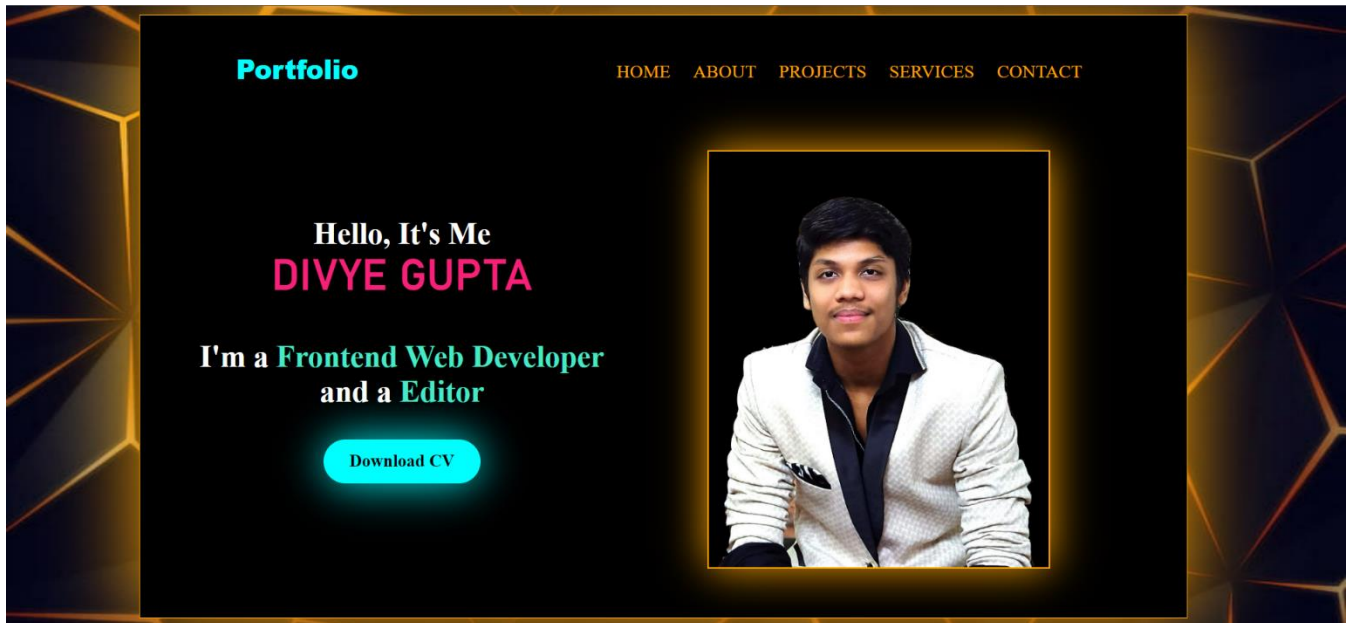 Portfolio
HOME ABOUT PROJECTS SERVICES CONTACT
Hello, It's Me
DIVYE GUPTA
I'm a Frontend Web Developer
and a Editor
Download CV